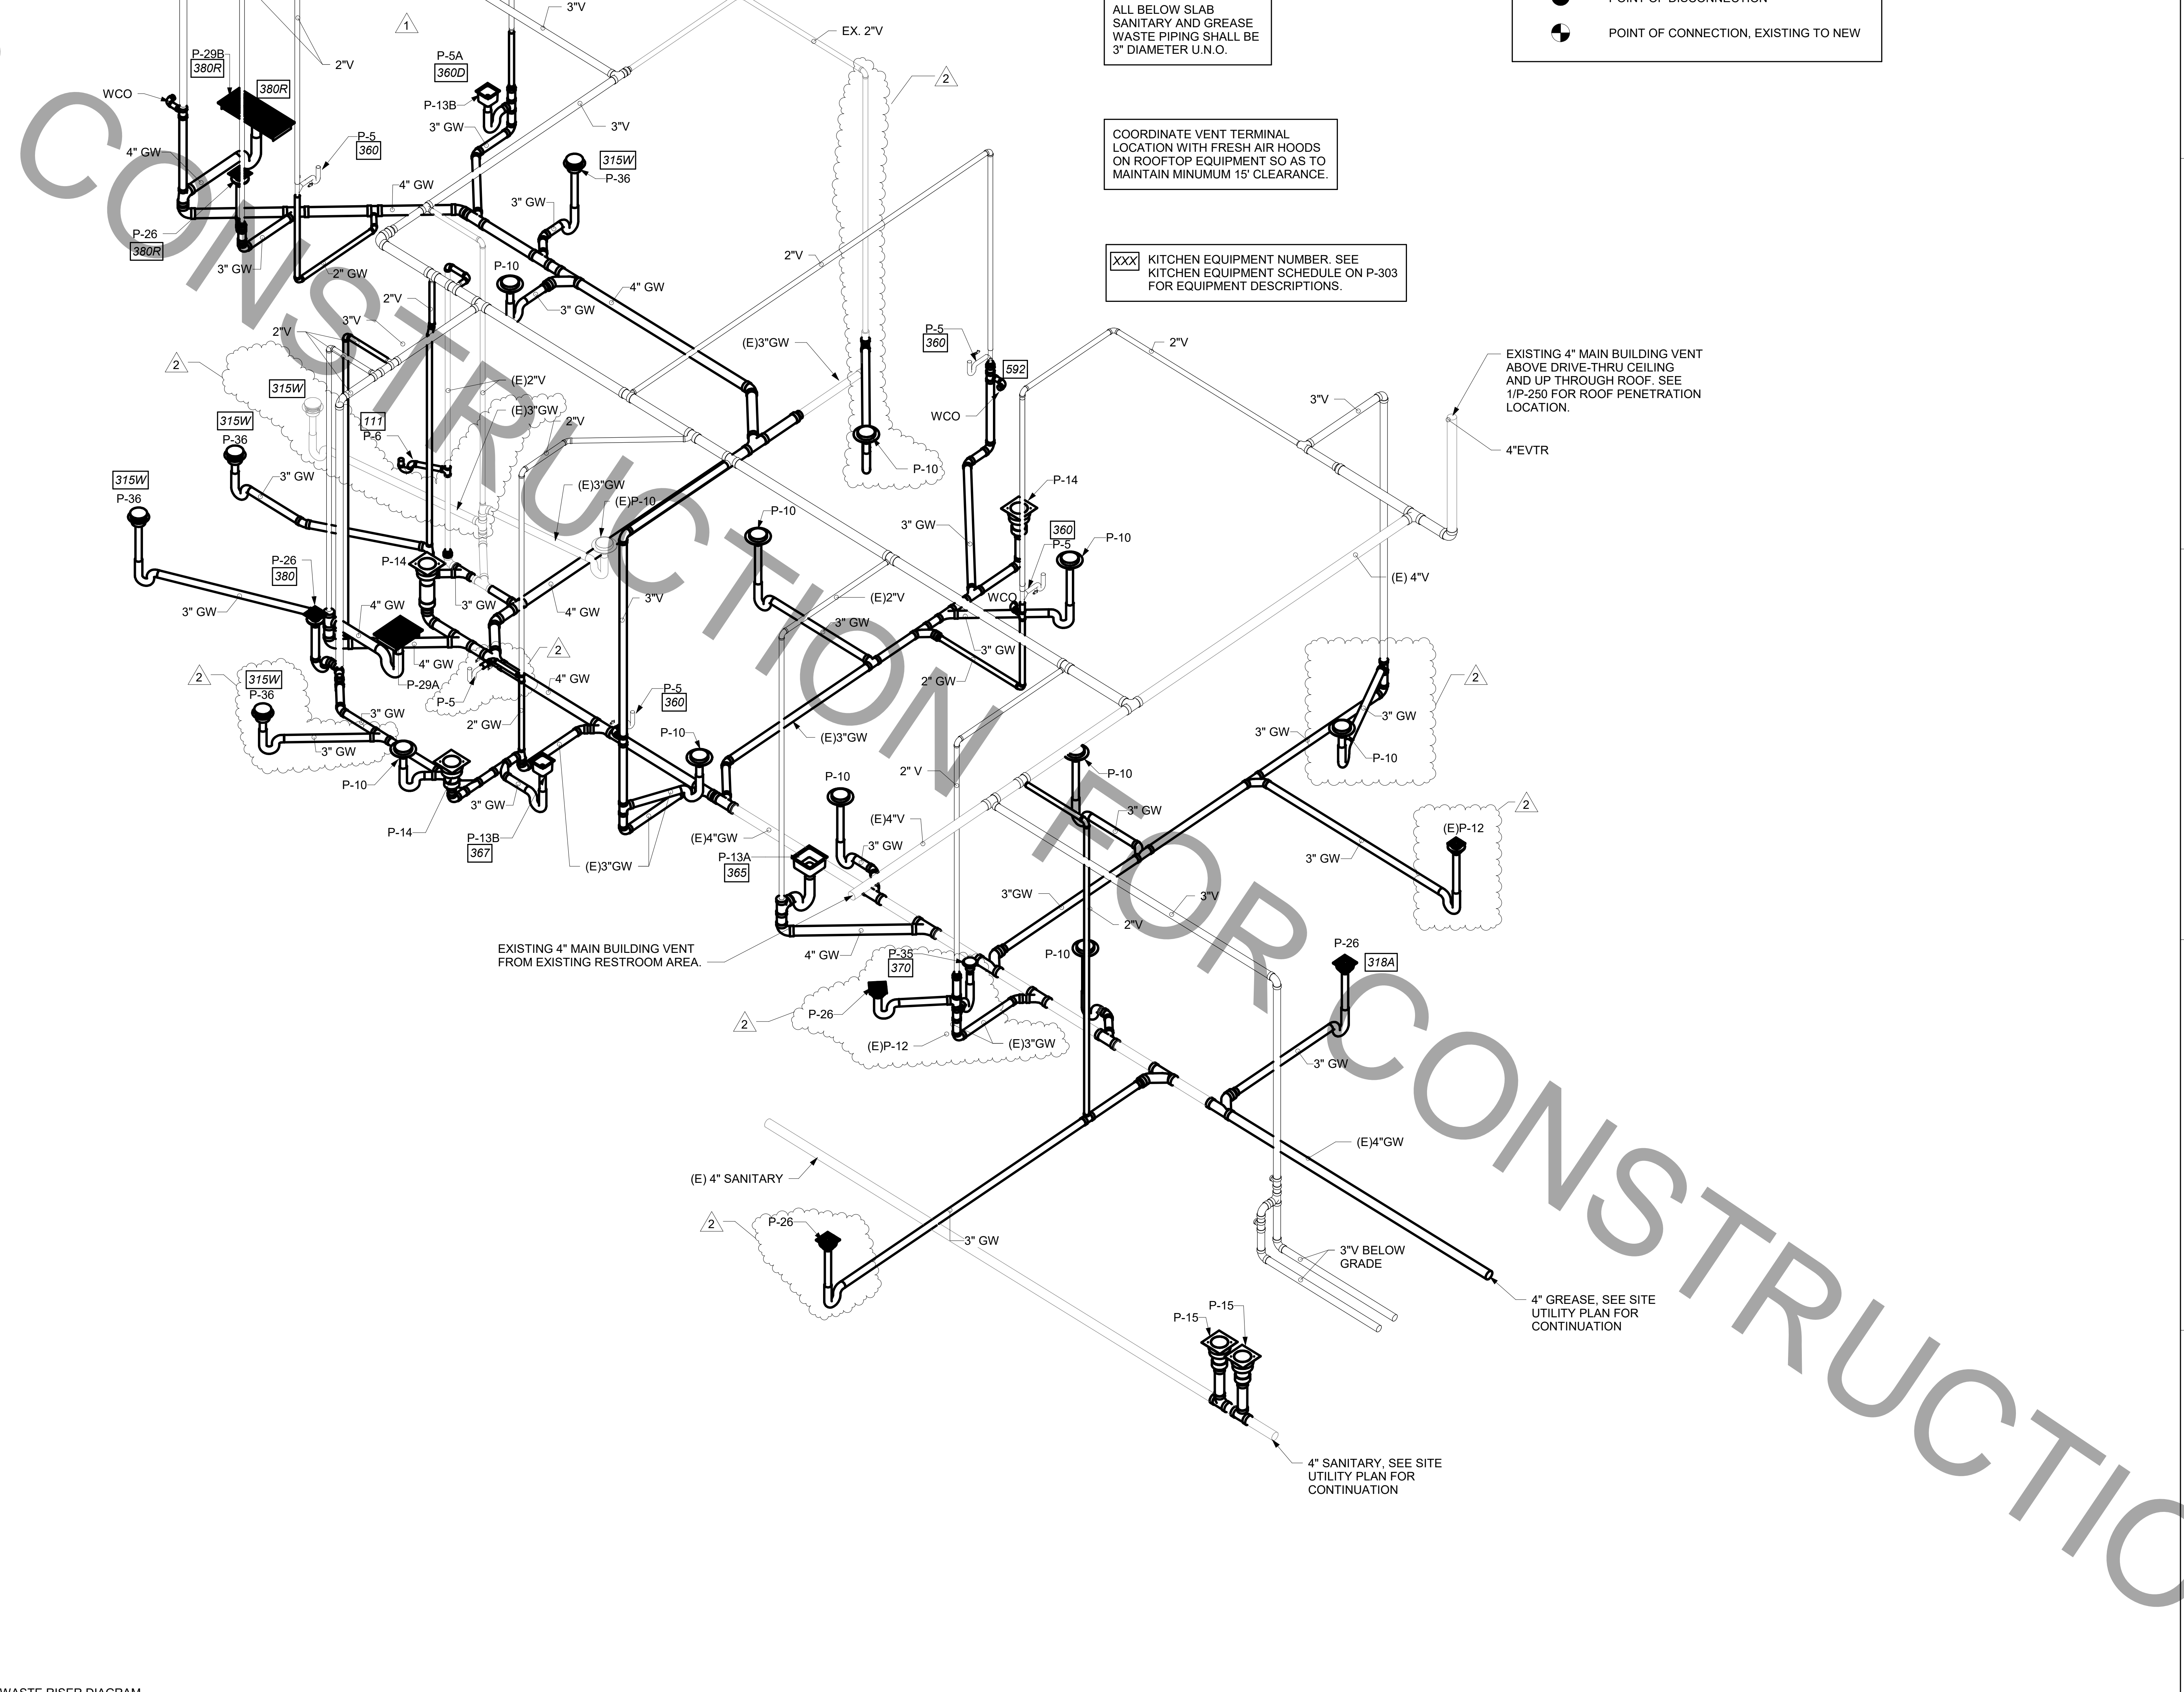 3"V
1
EX. 2"V
ALL BELOW SLAB
SANITARY AND GREASE
WASTE PIPING SHALL BE
3" DIAMETER U.N.O.
POINT OF CONNECTION, EXISTING TO NEW
P-29B
380R
380R
2"V
P-5A
360D
P-13B
3" GW
WCO
4" GW
P-5
360
3"V
2
COORDINATE VENT TERMINAL
LOCATION WITH FRESH AIR HOODS
ON ROOFTOP EQUIPMENT SO AS TO
MAINTAIN MINUMUM 15' CLEARANCE.
315W
P-36
4" GW
3" GW
P-26
380R
3" GW
2" GW
P-10
3" GW
4" GW
2"V
XXX KITCHEN EQUIPMENT NUMBER. SEE
KITCHEN EQUIPMENT SCHEDULE ON P-303
FOR EQUIPMENT DESCRIPTIONS.
2"V
3"V
2"V
2
(E)3"GW
P-5
360
592
WCO
2"V
EXISTING 4" MAIN BUILDING VENT
ABOVE DRIVE-THRU CEILING
AND UP THROUGH ROOF. SEE
1/P-250 FOR ROOF PENETRATION
LOCATION.
4"EVTR
3"V
315W
(E)2"V
(E)3"GW
2"V
315W
P-36
111
P-6
3" GW
P-10
315W
P-36
(E)3"GW
(E)P-10
P-10
P-14
3" GW
360
P-5
P-10
P-26
380
P-14
3" GW
4" GW
3" GW
4" GW
3"V
(E)2"V
WCO
(E) 4"V
3" GW
4" GW
P-29A
2
P-5
4" GW
3" GW
2" GW
2
315W
P-36
3" GW
3" GW
2" GW
P-5
360
P-10
(E)3"GW
3" GW
3" GW
P-10
2
P-10
P-14
3" GW
P-13B
367
(E)3"GW
(E)4"GW
P-13A
365
P-10
3" GW
(E)4"V
2" V
P-10
3" GW
2
(E)P-12
3" GW
3"GW
3"V
2"V
EXISTING 4" MAIN BUILDING VENT
FROM EXISTING RESTROOM AREA.
4" GW
P-35
370
P-10
P-26
318A
P-26
2
(E)P-12
(E)3"GW
3" GW
(E)4"GW
(E) 4" SANITARY
2
P-26
3" GW
3"V BELOW
GRADE
4" GREASE, SEE SITE
UTILITY PLAN FOR
CONTINUATION
P-15
P-15
4" SANITARY, SEE SITE
UTILITY PLAN FOR
CONTINUATION
CONSTRUCTION FOR CONSTRUCTIO